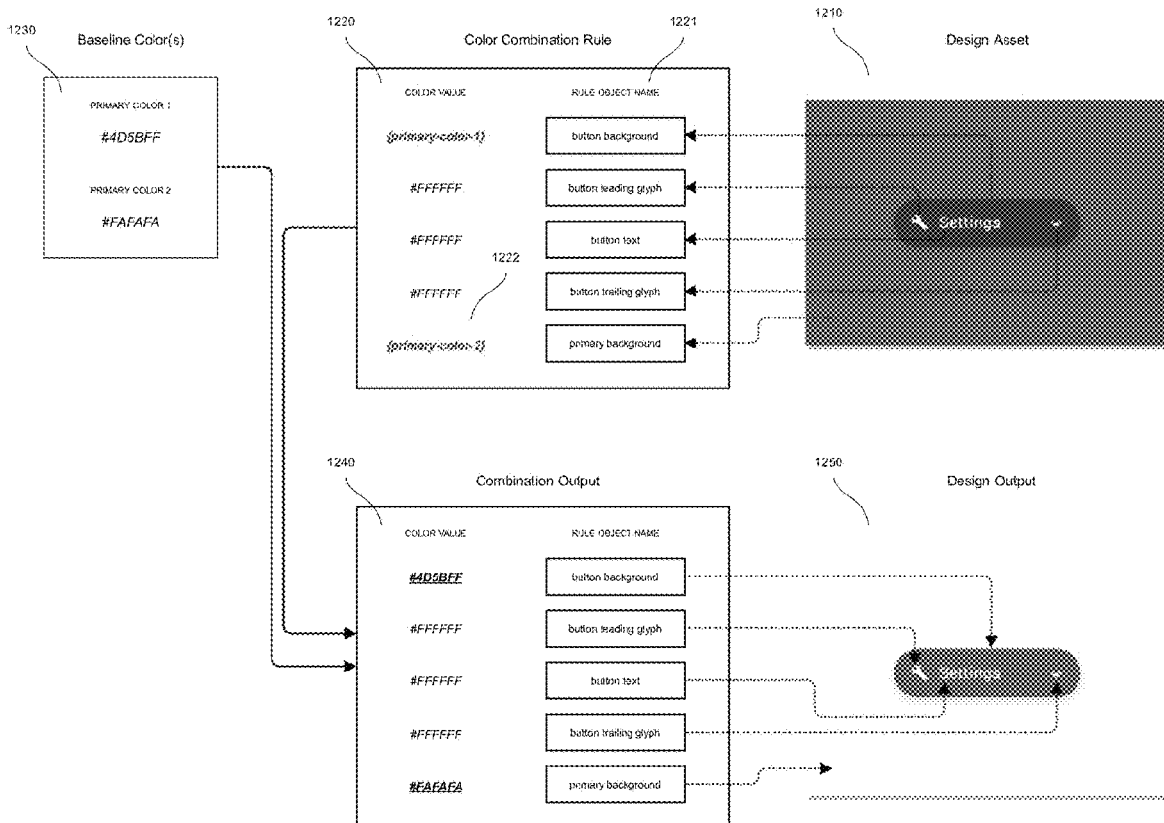 1230
Baseline Color(s)
PRIMARY COLOR 1
#4D5BFF
PRIMARY COLOR 2
#FAFAFA
1220
Color Combination Rule
1221
COLOR VALUE
RULE OBJECT NAME
{primary-color-1}
button background
#FFFFFF
button leading glyph
#FFFFFF
button text
1222
#FFFFFF
button trailing glyph
{primary-color-2}
primary background
1210
Design Asset
Settings
1240
Combination Output
COLOR VALUE
RULE OBJECT NAME
#4D5BFF
button background
#FFFFFF
button leading glyph
#FFFFFF
button text
#FFFFFF
button trailing glyph
#FAFAFA
primary background
1250
Design Output
Settings